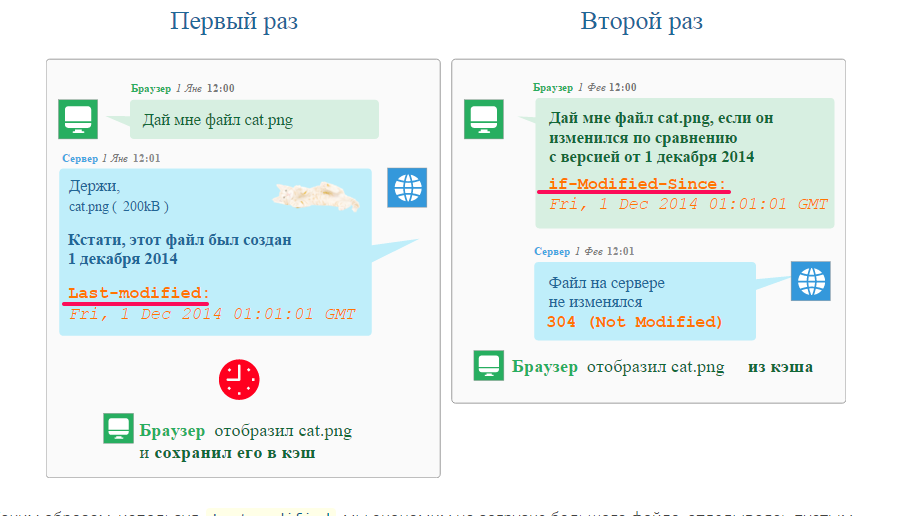 Первый раз
Браузер 1 Янв 12:00
Дай мне файл cat.png
Сервер 1 Янв 12:01
Держи,
cat.png ( 200kB )
Кстати, этот файл был создан
1 декабря 2014
Last-modified:
Fri, 1 Dec 2014 01:01:01 GMT
Браузер отобразил cat.png
и сохранил его в кэш
Второй раз
Браузер 1 Фев 12:00
Дай мне файл cat.png, если он
изменился по сравнению
с версией от 1 декабря 2014
if-Modified-Since:
Fri, 1 Dec 2014 01:01:01 GMT
Сервер 1 Фев 12:01
Файл на сервере
не изменялся
304 (Not Modified)
Браузер отобразил cat.png из кэша